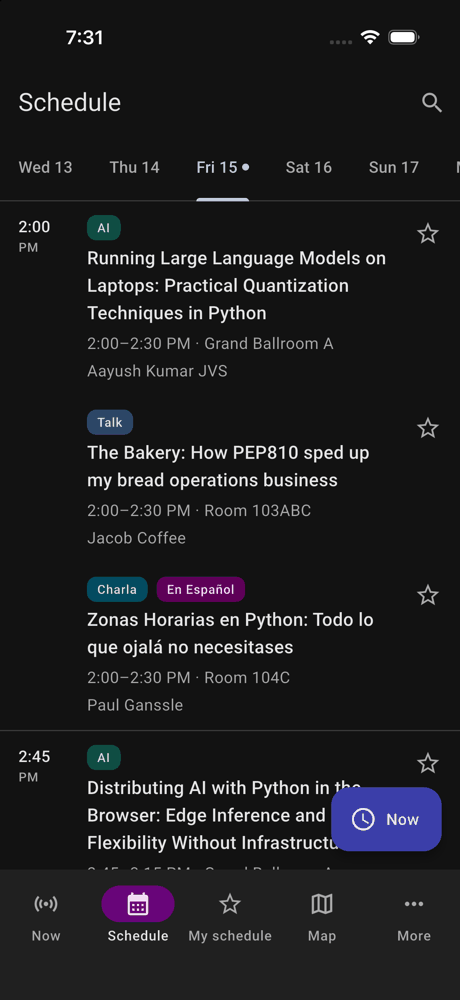 7:31
Schedule
Wed 13 Thu 14 Fri 15 Sat 16 Sun 17
2:00 PM
AI
Running Large Language Models on
Laptops: Practical Quantization
Techniques in Python
2:00–2:30 PM · Grand Ballroom A
Aayush Kumar JVS
Talk
The Bakery: How PEP810 sped up
my bread operations business
2:00–2:30 PM · Room 103ABC
Jacob Coffee
Charla En Español
Zonas Horarias en Python: Todo lo
que ojalá no necesitases
2:00–2:30 PM · Room 104C
Paul Ganssle
2:45 PM
AI
Distributing AI with Python in the
Browser: Edge Inference and
Flexibility Without
Now
Now Schedule My schedule Map More